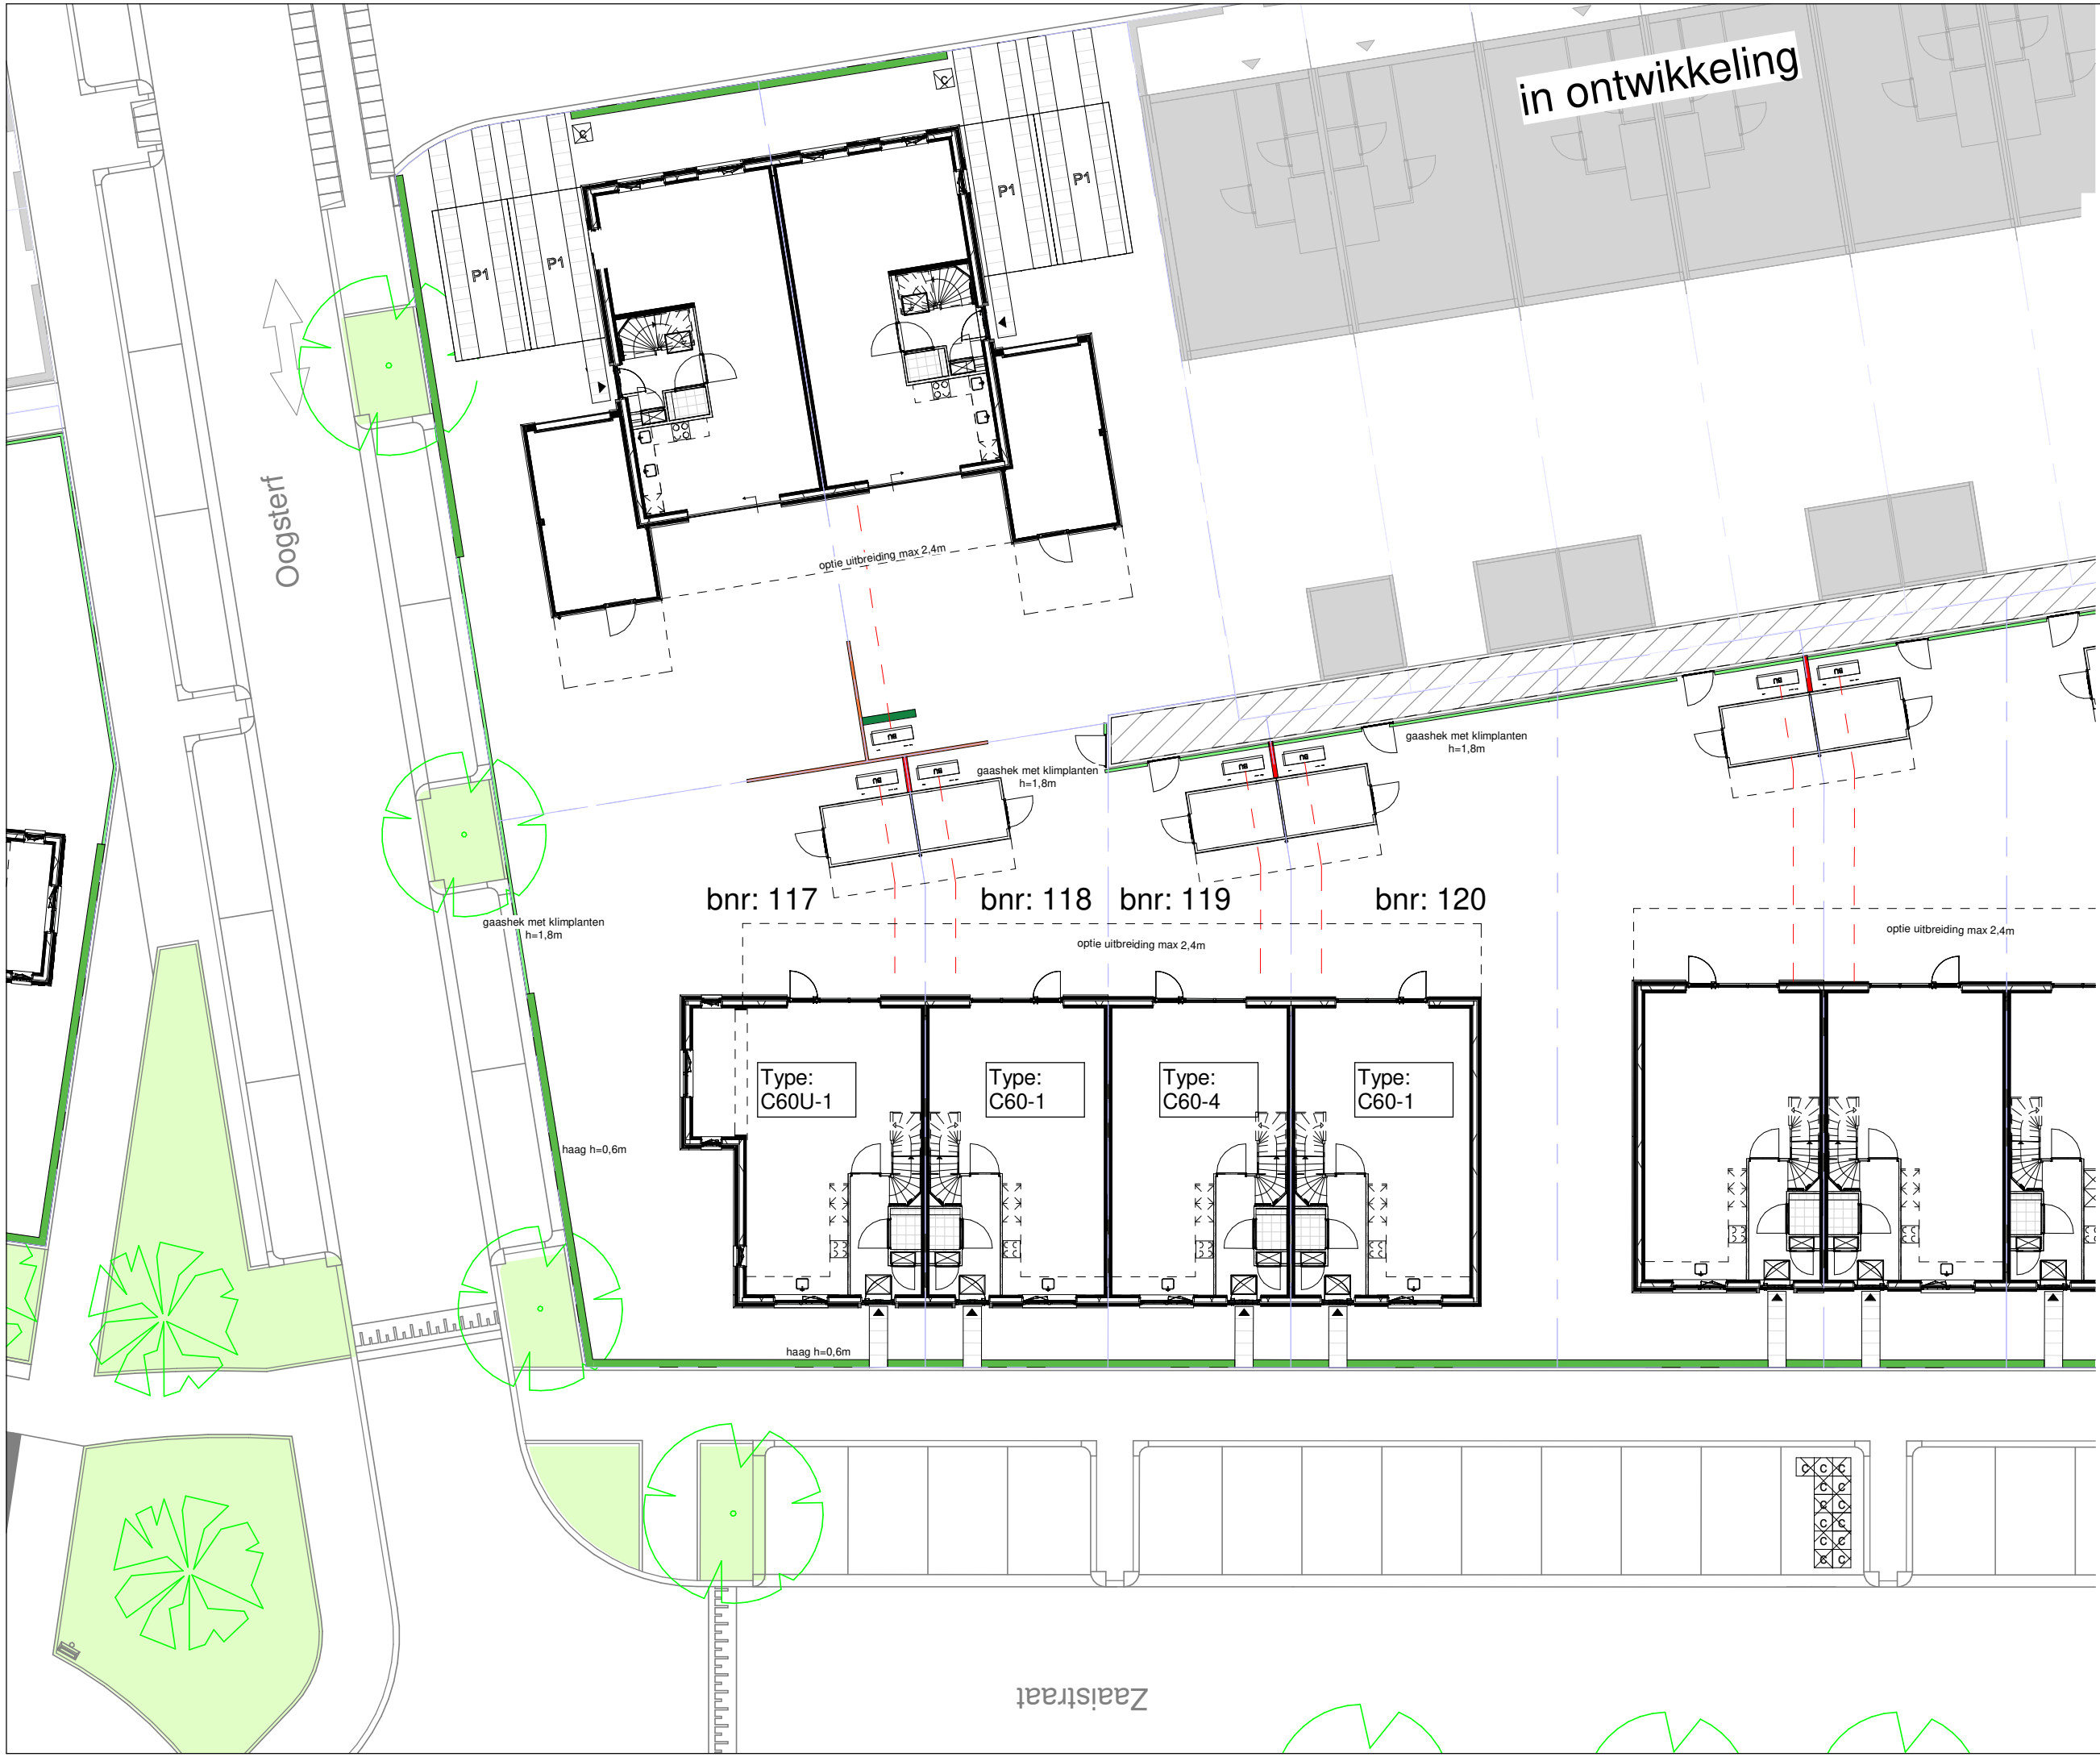 in ontwikkeling
C
C
P1
P1
P1
P1
Oogsterf
optie uitbreiding max 2,4m
gaashek met klimplanten
h=1,8m
gaashek met klimplanten
h=1,8m
bnr: 117
bnr: 118
bnr: 119
bnr: 120
gaashek met klimplanten
h=1,8m
optie uitbreiding max 2,4m
optie uitbreiding max 2,4m
Type:
C60U-1
Type:
C60-1
Type:
C60-4
Type:
C60-1
haag h=0,6m
haag h=0,6m
C C C
C C
C C
C C
C C
C C
Zaaistraat